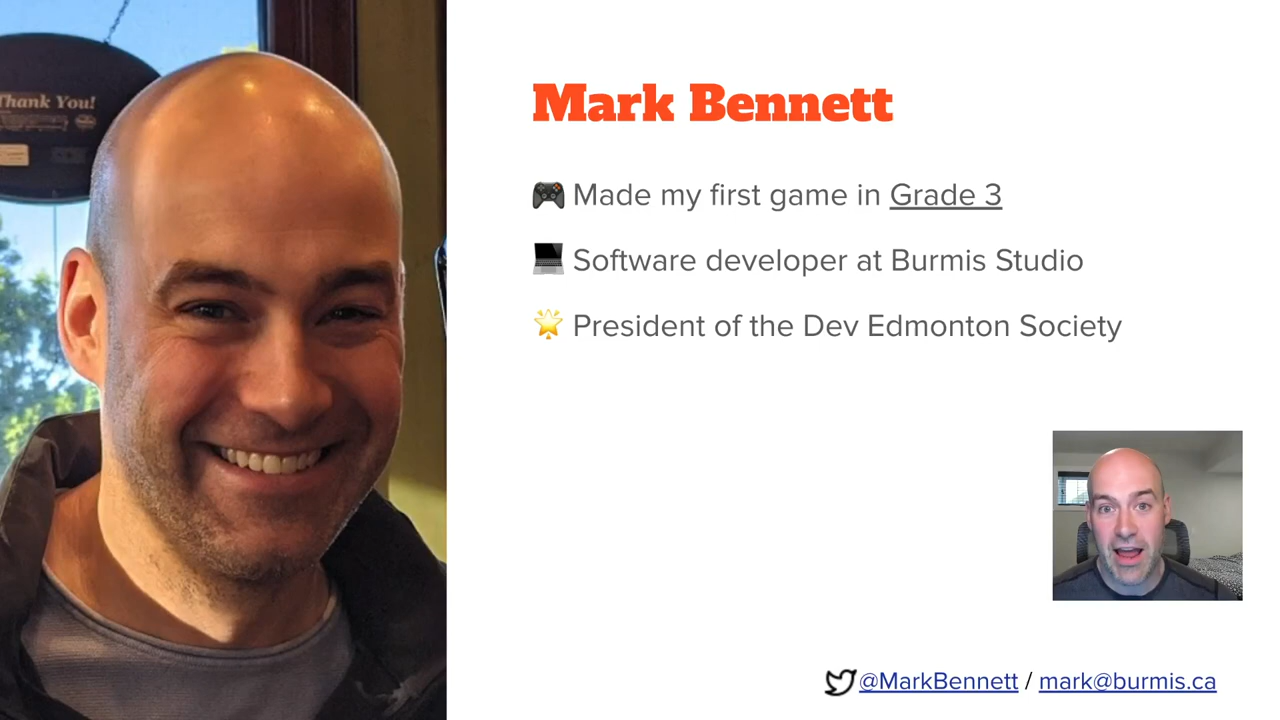 Thank You!
Mark Bennett
Made my first game in Grade 3
Software developer at Burmis Studio
President of the Dev Edmonton Society
@MarkBennett / mark@burmis.ca